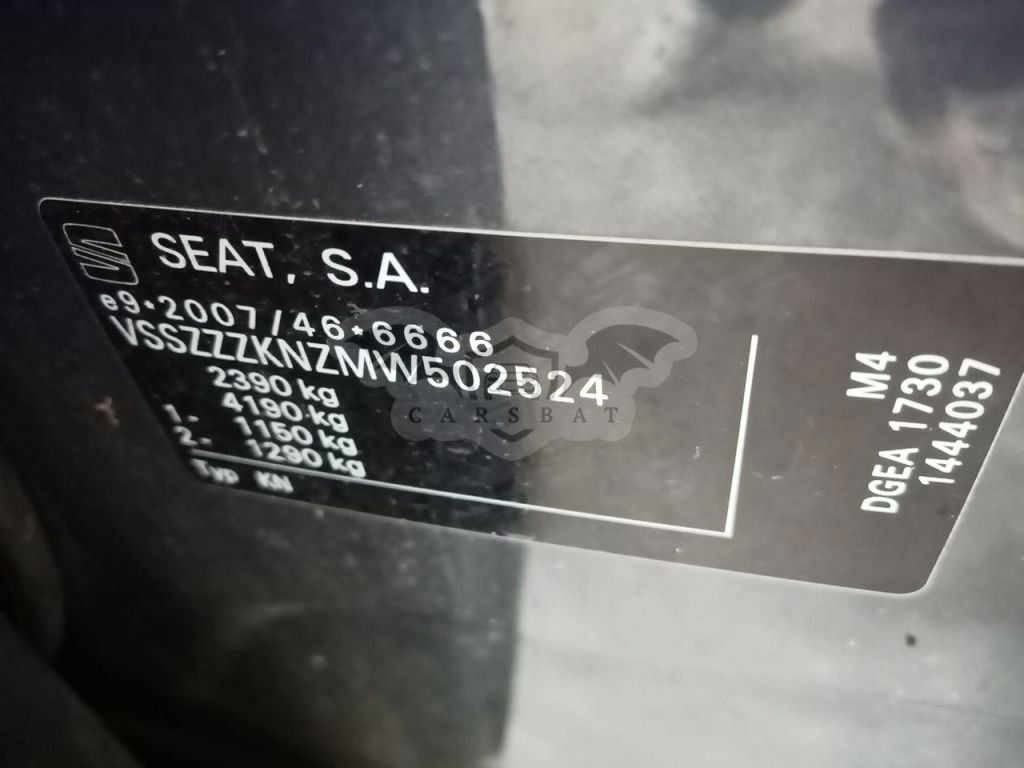 SEAT, S.A.
e9*2007/46*6666
VSSZZZKNZMW502524
2390 kg
4190 kg
1- 1150 kg
2- 1290 kg
Typ KN
M4
DGEA 1730
1444037
CARSBAT